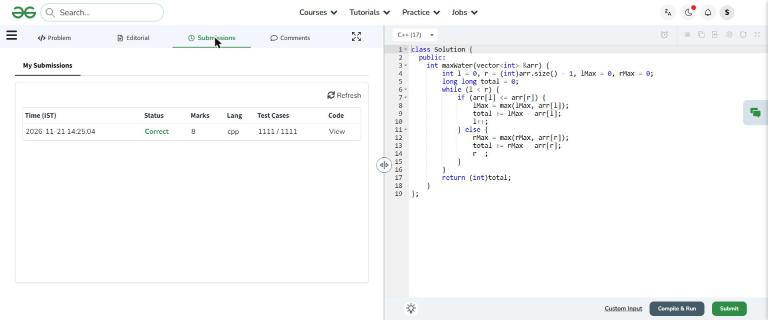 Search...
Courses Tutorials Practice Jobs S
Problem Editorial Submissions Comments
My Submissions
Refresh
Time (IST) Status Marks Lang Test Cases Code
2026-11-21 14:25:04 Correct 8 cpp 1111 / 1111 View
C++ (17)
1 class Solution {
2 public:
3 int maxWater(vector<int> &arr) {
4 int l = 0, r = (int)arr.size() - 1, lMax = 0, rMax = 0;
5 long long total = 0;
6 while (l < r) {
7 if (arr[l] <= arr[r]) {
8 lMax = max(lMax, arr[l]);
9 total += lMax - arr[l];
10 l++;
11 } else {
12 rMax = max(rMax, arr[r]);
13 total += rMax - arr[r];
14 r--;
15 }
16 }
17 return (int)total;
18 }
19 };
Custom Input Compile & Run Submit